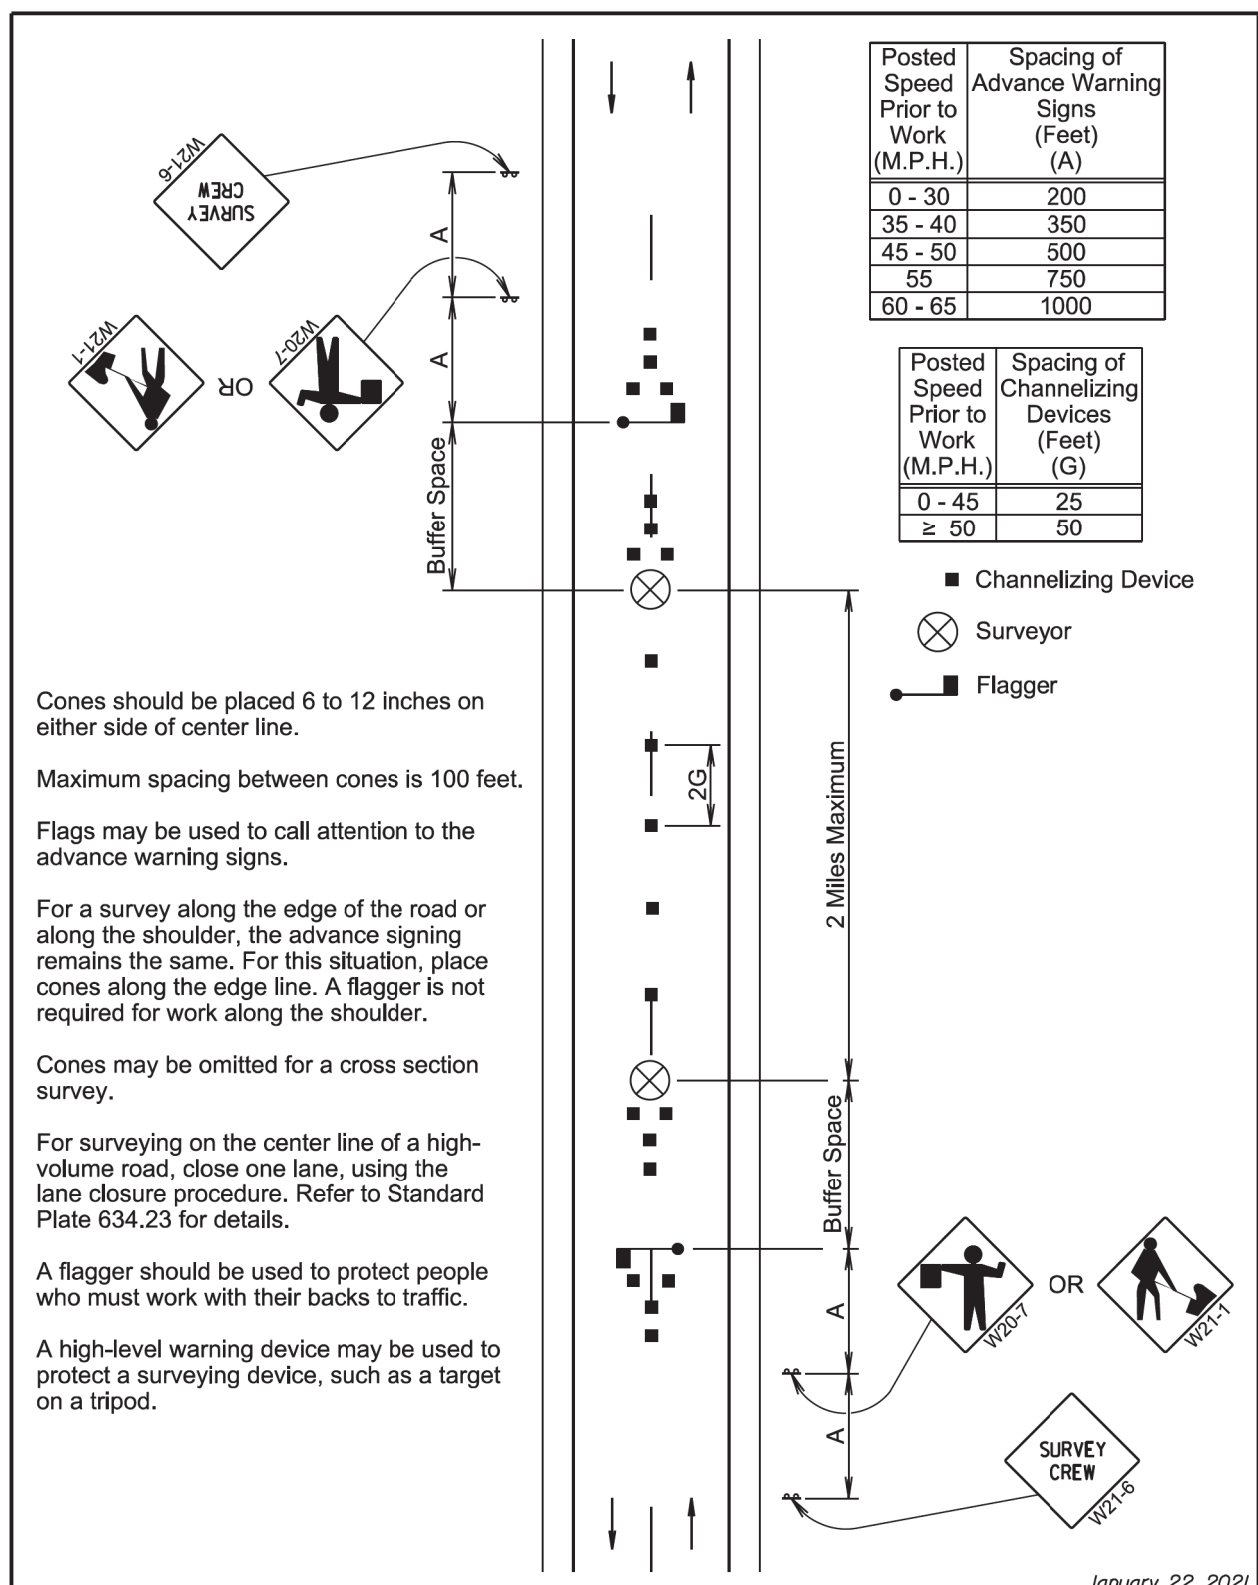 Posted Speed Prior to Work (M.P.H.)
Spacing of Advance Warning Signs (Feet) (A)
0 - 30 200
35 - 40 350
45 - 50 500
55 750
60 - 65 1000
Posted Speed Prior to Work (M.P.H.)
Spacing of Channelizing Devices (Feet) (G)
0 - 45 25
≥ 50 50
Channelizing Device
Surveyor
Flagger
W21-6
SURVEY
CREW
A
W21-1
OR
W20-7
A
Buffer Space
2G
2 Miles Maximum
Cones should be placed 6 to 12 inches on
either side of center line.
Maximum spacing between cones is 100 feet.
Flags may be used to call attention to the
advance warning signs.
For a survey along the edge of the road or
along the shoulder, the advance signing
remains the same. For this situation, place
cones along the edge line. A flagger is not
required for work along the shoulder.
Cones may be omitted for a cross section
survey.
For surveying on the center line of a high-
volume road, close one lane, using the
lane closure procedure. Refer to Standard
Plate 634.23 for details.
A flagger should be used to protect people
who must work with their backs to traffic.
A high-level warning device may be used to
protect a surveying device, such as a target
on a tripod.
Buffer Space
A
W20-7
OR
W21-1
A
SURVEY
CREW
W21-6
January 22, 2021